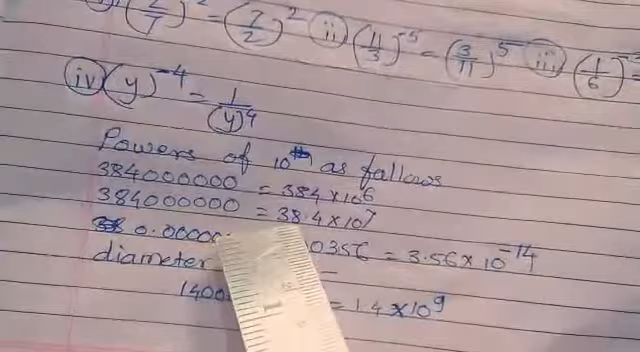 (2/7)^-2 = (7/2)^2 ii (11/3)^-5 = (3/11)^5 iii (1/6)
iv (y)^-4 = 1/(y)^4
Powers of 10 as follows
384000000 = 384×10^6
384000000 = 38.4×10^7
0.00000 0356 = 3.56×10^-14
diameter =
1400 = 1.4×10^9